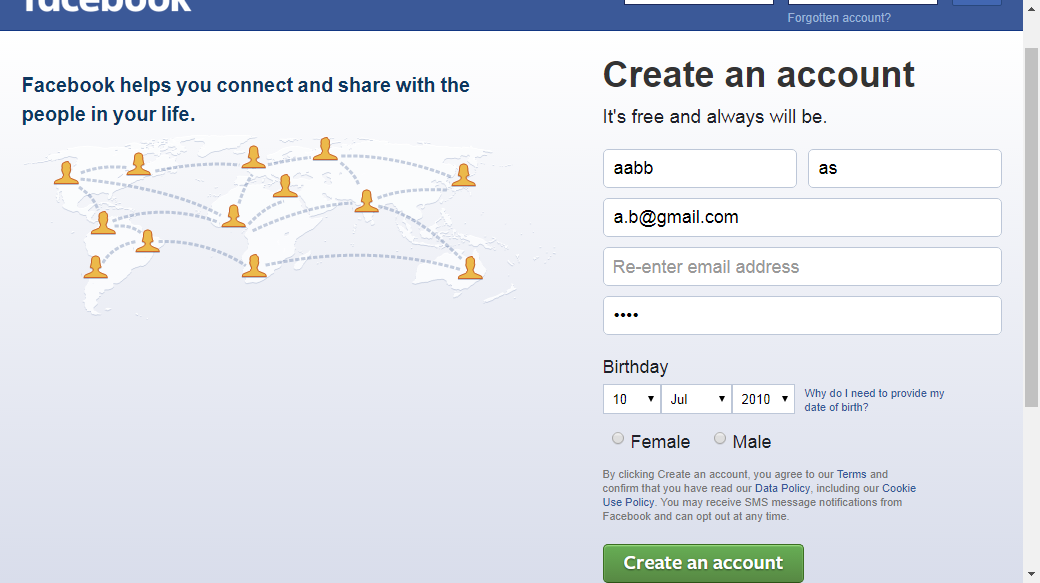 facebook
Forgotten account?
Facebook helps you connect and share with the
people in your life.
Create an account
It's free and always will be.
aabb as
a.b@gmail.com
Re-enter email address
••••
Birthday
10 Jul 2010
Why do I need to provide my
date of birth?
Female Male
By clicking Create an account, you agree to our Terms and
confirm that you have read our Data Policy, including our Cookie
Use Policy. You may receive SMS message notifications from
Facebook and can opt out at any time.
Create an account